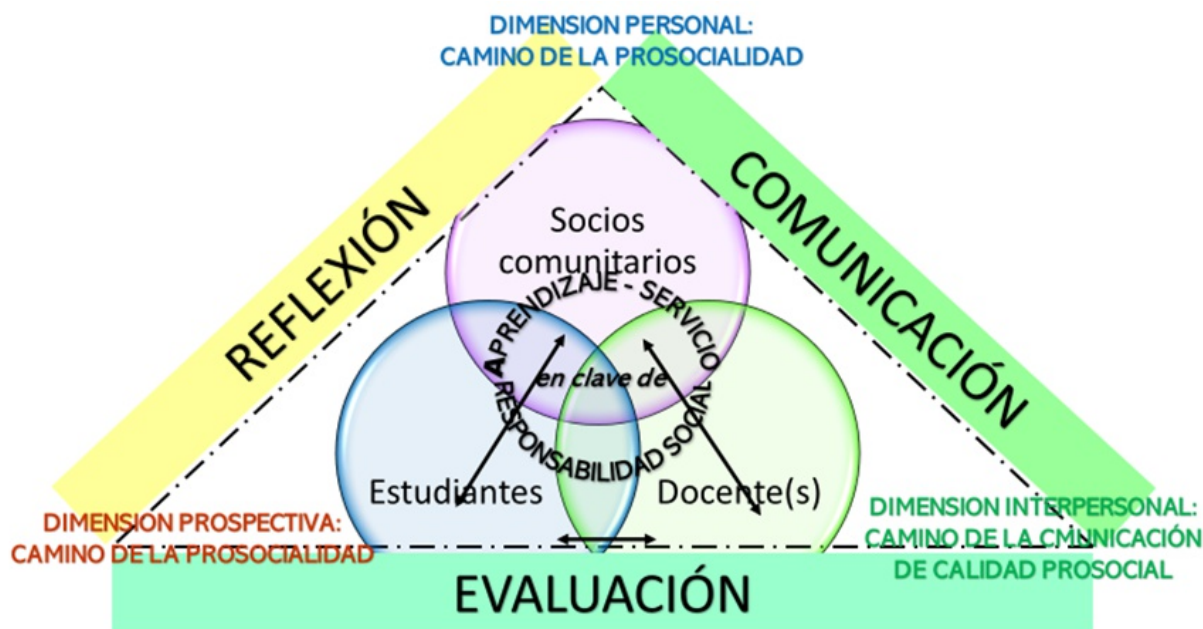 DIMENSION PERSONAL:
CAMINO DE LA PROSOCIALIDAD
REFLEXIÓN
COMUNICACIÓN
Socios
comunitarios
APRENDIZAJE - SERVICIO
en clave de
RESPONSABILIDAD SOCIAL
Estudiantes
Docente(s)
DIMENSION PROSPECTIVA:
CAMINO DE LA PROSOCIALIDAD
DIMENSION INTERPERSONAL:
CAMINO DE LA CMUNICACIÓN
DE CALIDAD PROSOCIAL
EVALUACIÓN